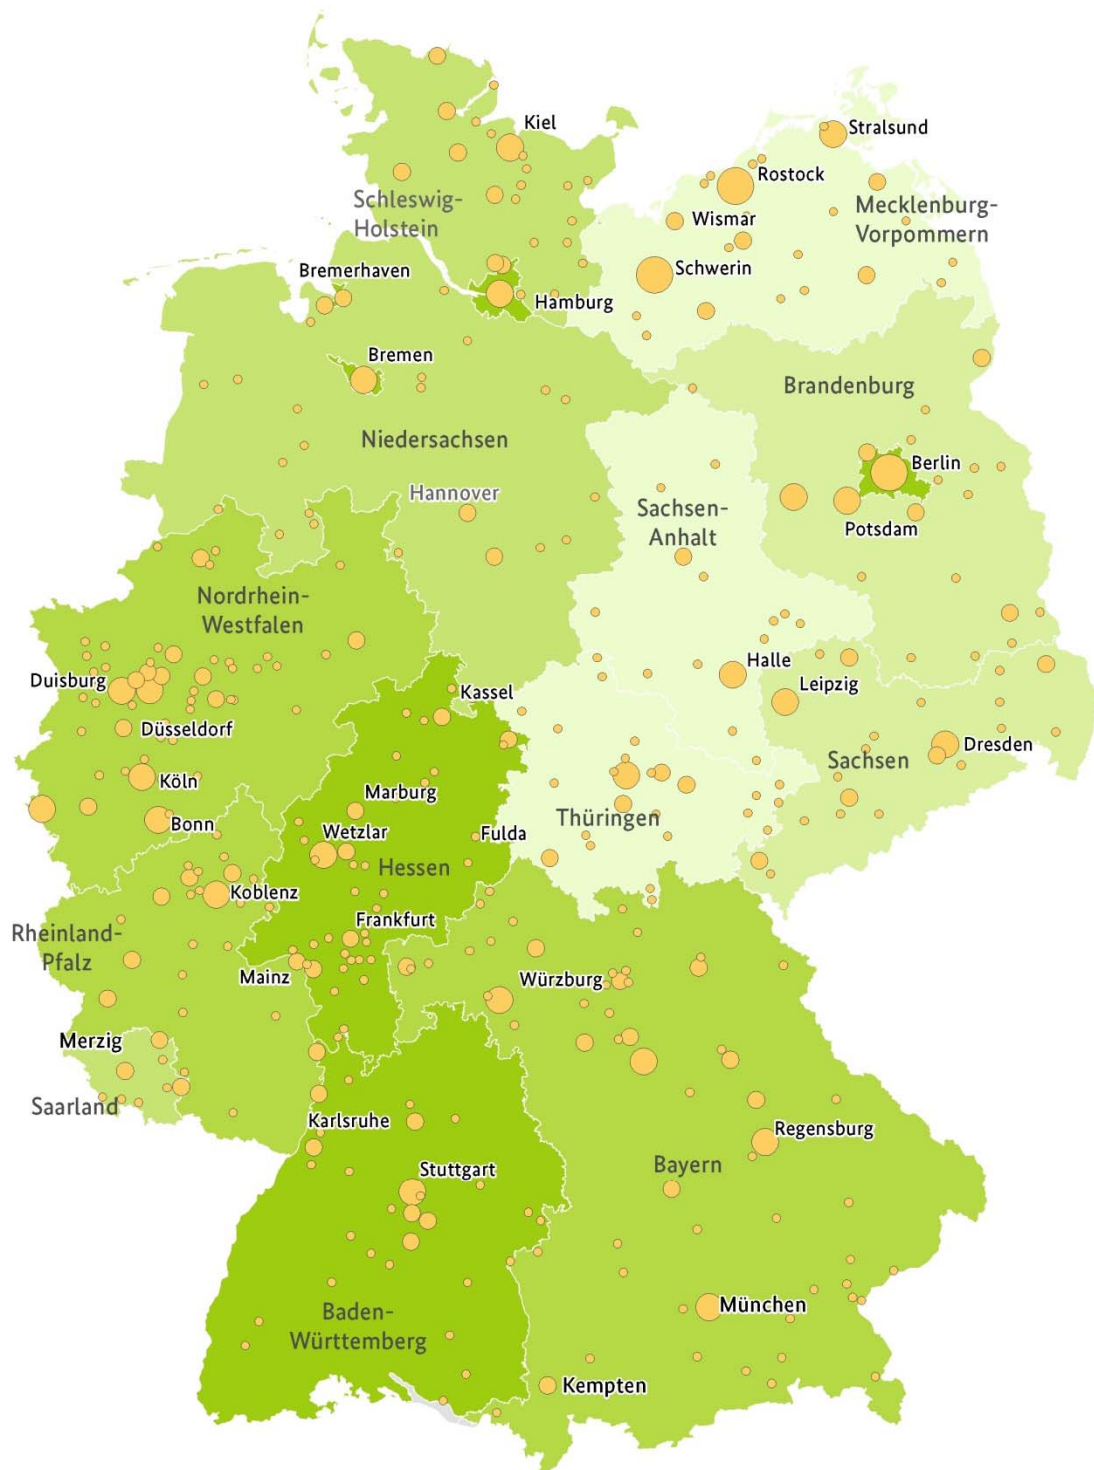 Kiel
Stralsund
Rostock
Schleswig-
Holstein
Wismar
Mecklenburg-
Vorpommern
Bremerhaven
Schwerin
Hamburg
Bremen
Brandenburg
Niedersachsen
Berlin
Hannover
Sachsen-
Anhalt
Potsdam
Nordrhein-
Westfalen
Halle
Duisburg
Kassel
Leipzig
Düsseldorf
Dresden
Sachsen
Köln
Marburg
Thüringen
Bonn
Wetzlar
Fulda
Hessen
Koblenz
Frankfurt
Rheinland-
Pfalz
Mainz
Würzburg
Merzig
Saarland
Karlsruhe
Regensburg
Stuttgart
Bayern
München
Baden-
Württemberg
Kempten